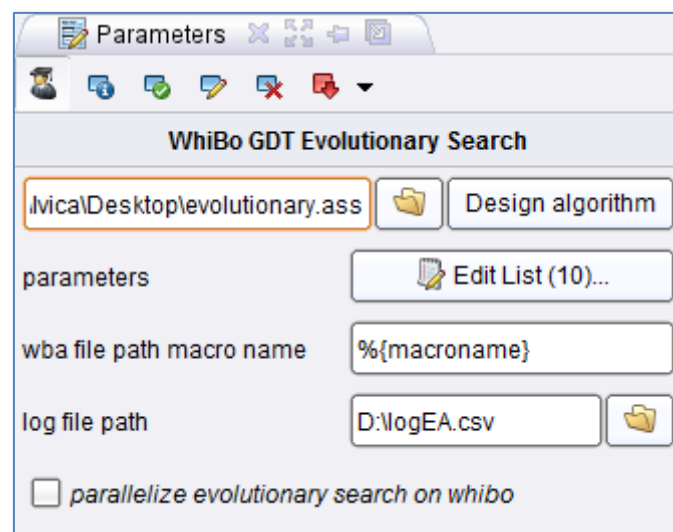 Parameters
WhiBo GDT Evolutionary Search
\Desktop\evolutionary.ass Design algorithm
parameters Edit List (10)...
wba file path macro name %{macroname}
log file path D:\logEA.csv
parallelize evolutionary search on whibo